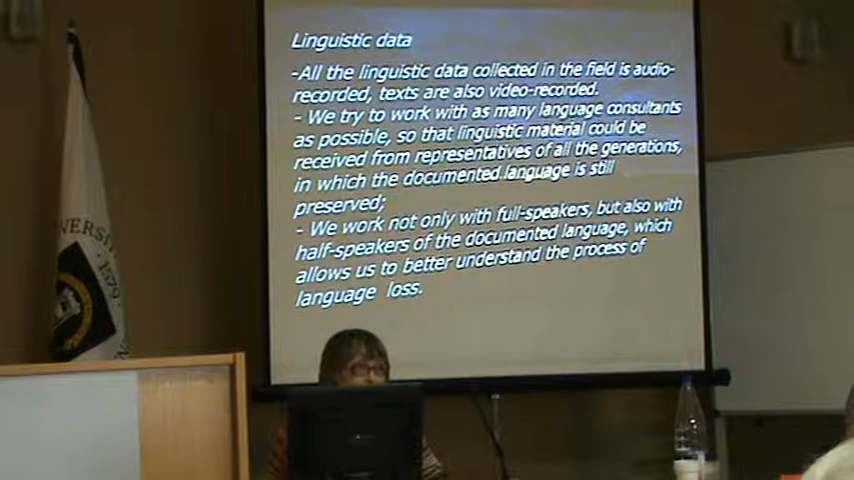 Linguistic data
-All the linguistic data collected in the field is audio-
recorded, texts are also video-recorded.
- We try to work with as many language consultants
as possible, so that linguistic material could be
received from representatives of all the generations,
in which the documented language is still
preserved;
- We work not only with full-speakers, but also with
half-speakers of the documented language, which
allows us to better understand the process of
language loss.
VERSIT
1579